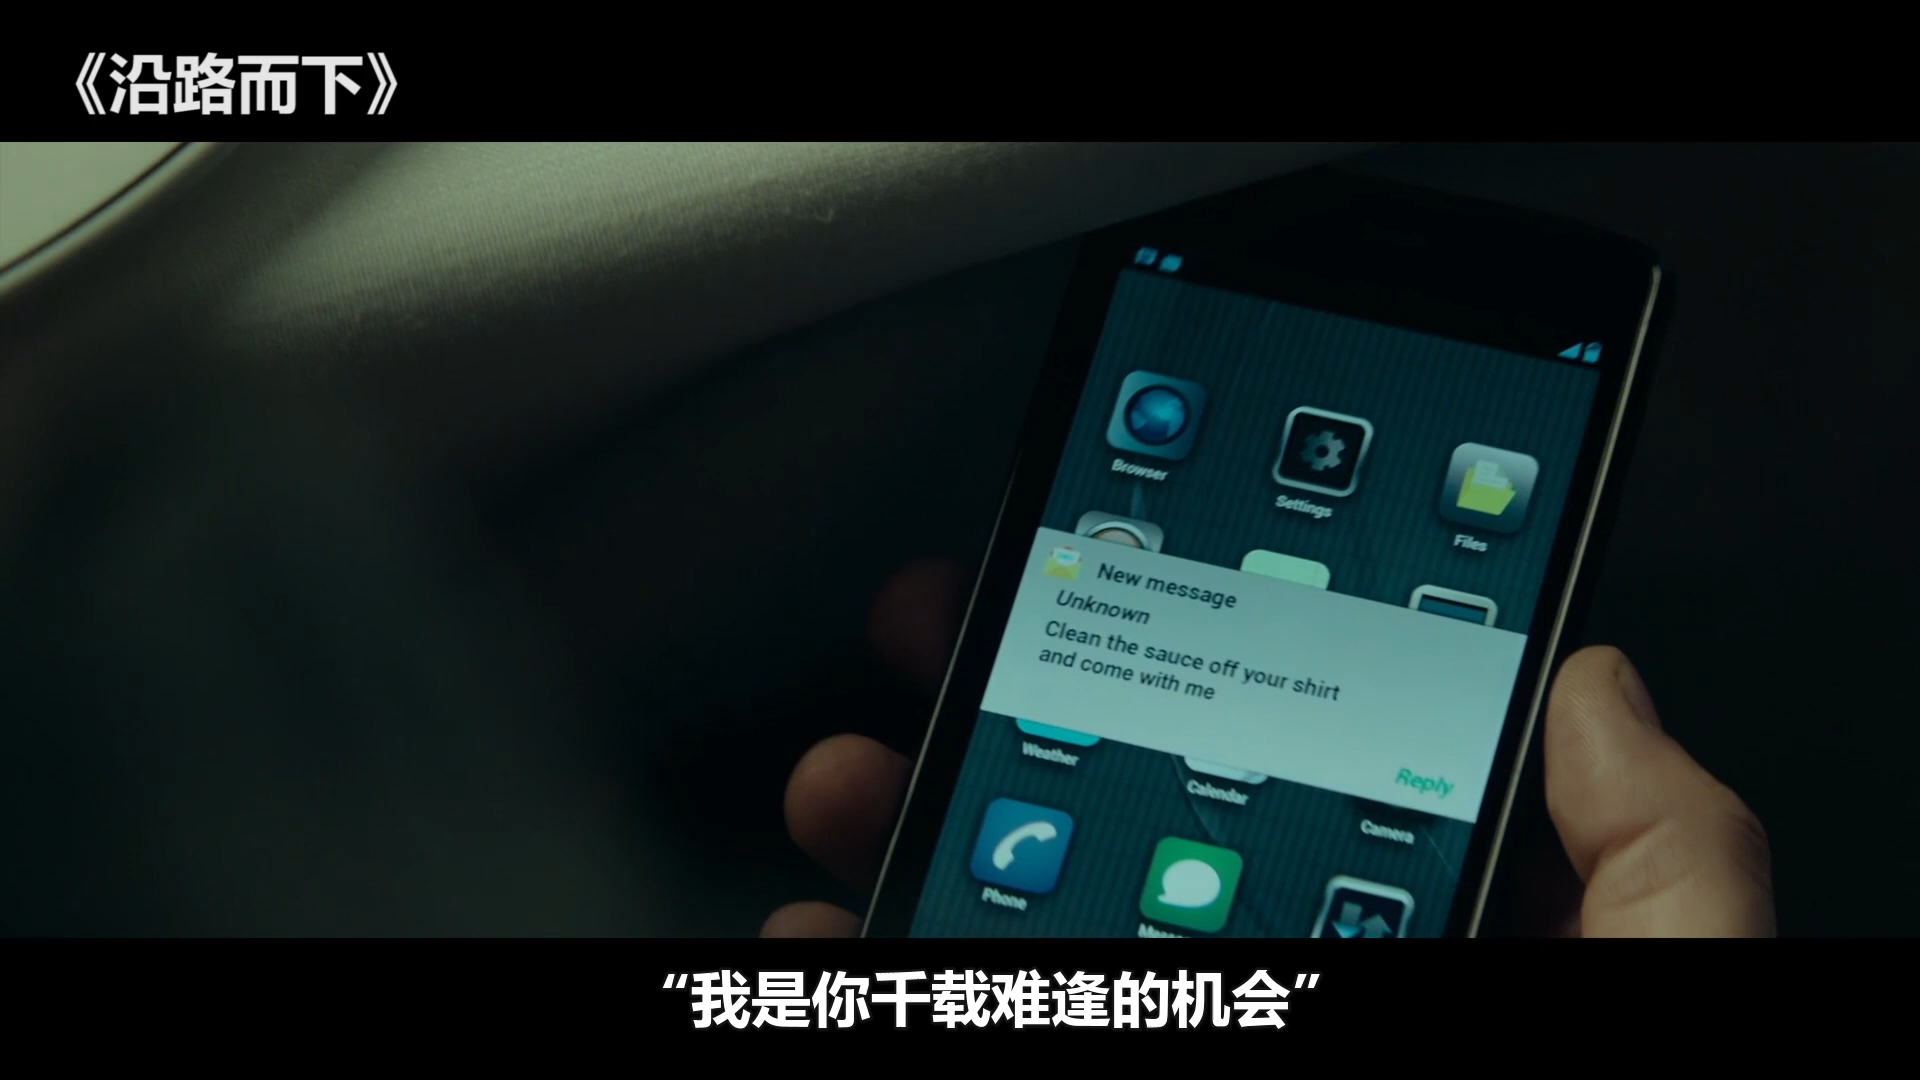 《沿路而下》
Browser
Settings
Files
New message
Unknown
Clean the sauce off your shirt
and come with me
Reply
Weather
Calendar
Camera
Phone
“我是你千载难逢的机会”